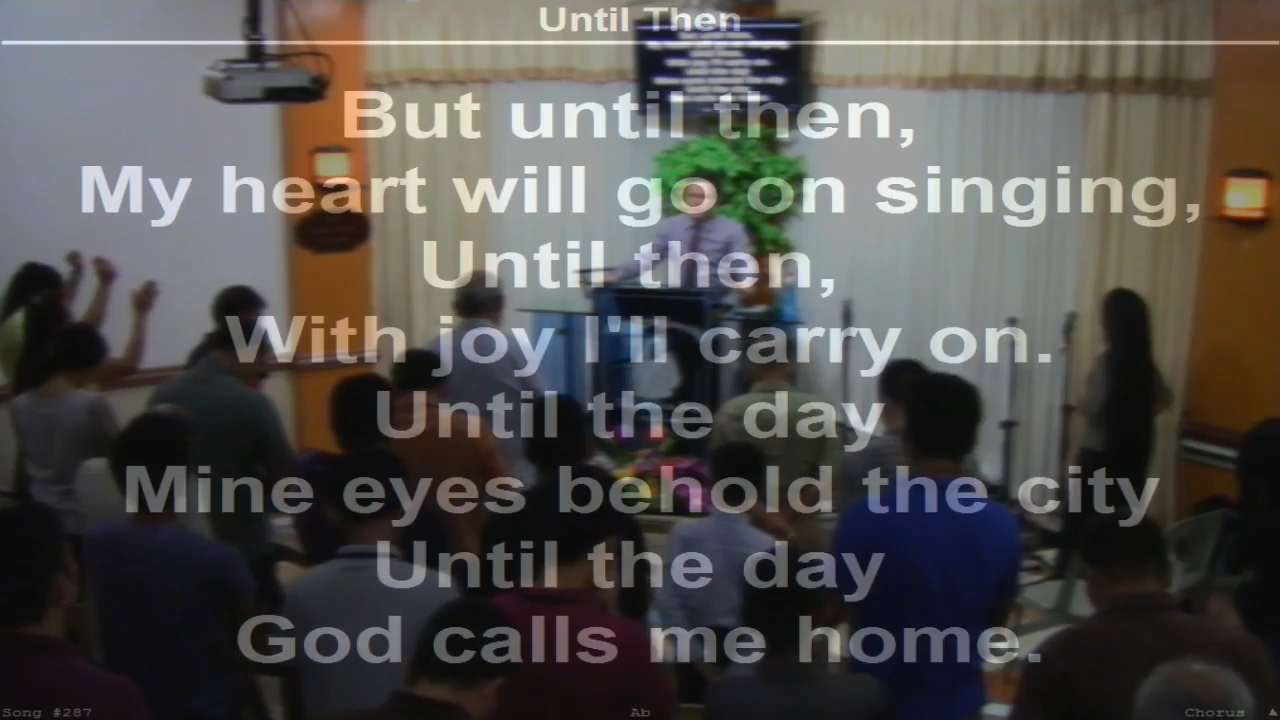 Until Then
But until then,
My heart will go on singing,
Until then,
With joy I'll carry on.
Until the day
Mine eyes behold the city
Until the day
God calls me home.
Song #287
Ab
Chorus ▲